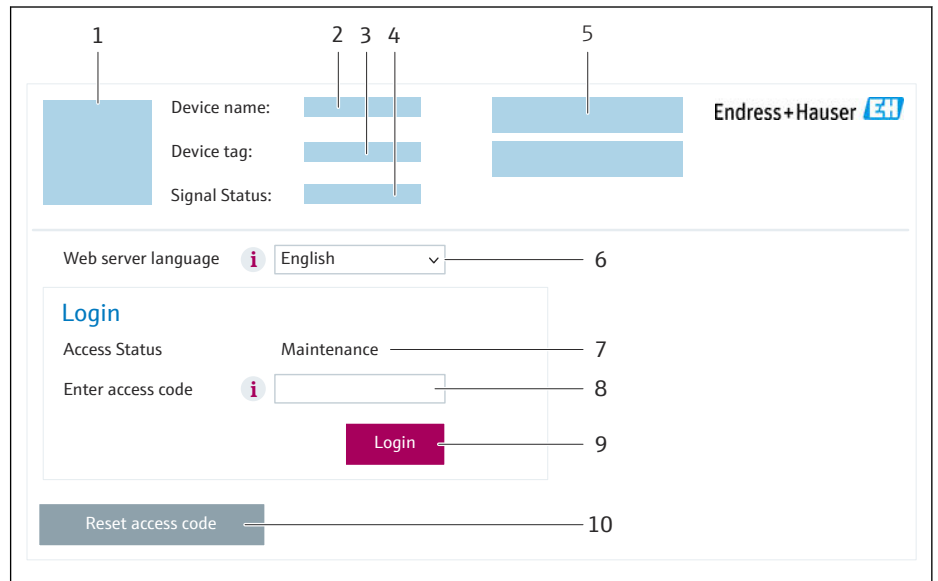 1 2 3 4 5
Device name:
Endress+Hauser EH
Device tag:
Signal Status:
Web server language i English 6
Login
Access Status Maintenance 7
Enter access code i 8
Login 9
Reset access code 10